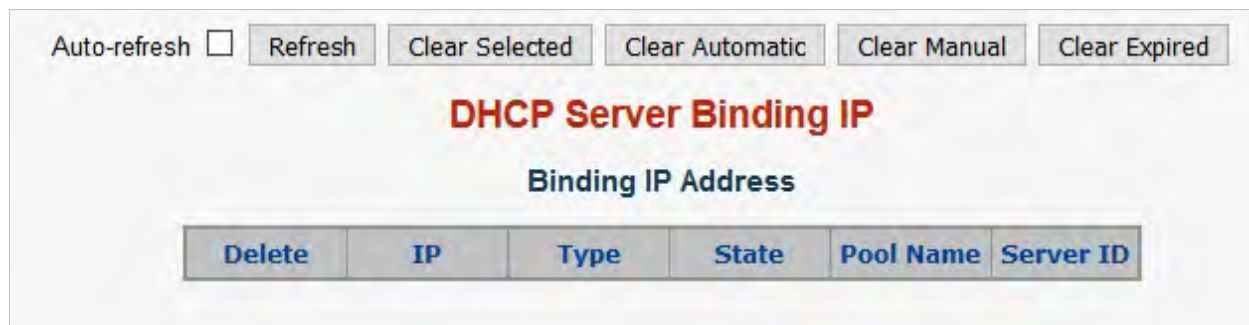 Auto-refresh Refresh Clear Selected Clear Automatic Clear Manual Clear Expired
DHCP Server Binding IP
Binding IP Address
Delete IP Type State Pool Name Server ID